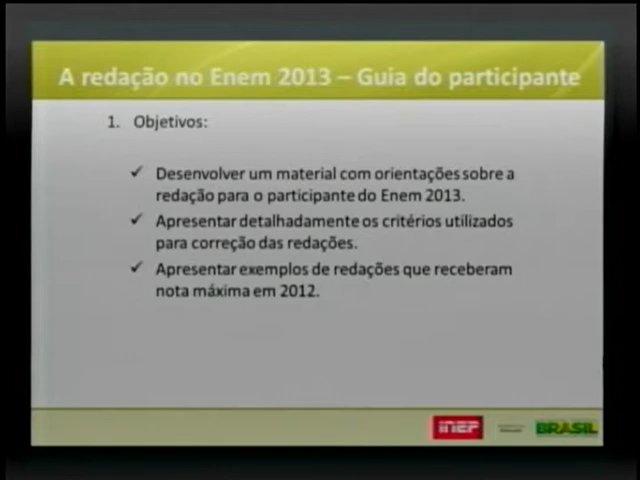 A redação no Enem 2013 – Guia do participante
1. Objetivos:
✓ Desenvolver um material com orientações sobre a
redação para o participante do Enem 2013.
✓ Apresentar detalhadamente os critérios utilizados
para correção das redações.
✓ Apresentar exemplos de redações que receberam
nota máxima em 2012.
inep
BRASIL